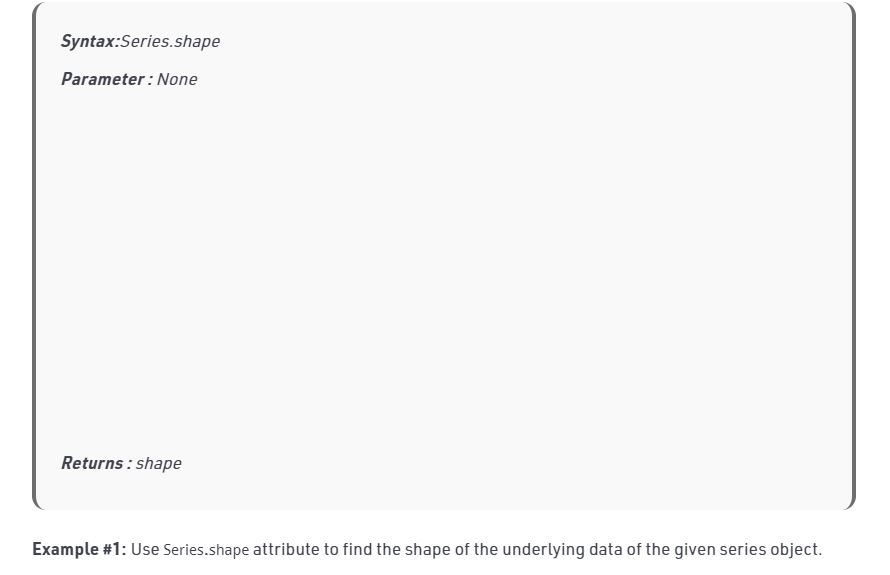 Syntax:Series.shape
Parameter : None
Returns : shape
Example #1: Use Series.shape attribute to find the shape of the underlying data of the given series object.